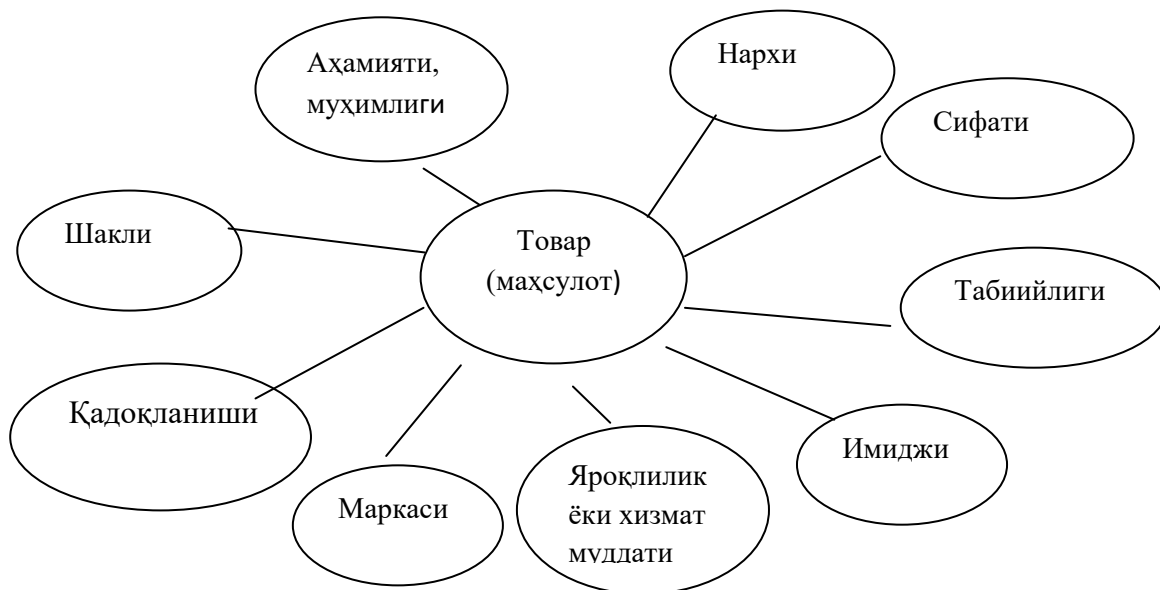 Аҳамияти,
муҳимлиги
Нархи
Сифати
Шакли
Товар
(маҳсулот)
Табиийлиги
Қадоқланиши
Имиджи
Маркаси
Яроқлилик
ёки хизмат
муддати